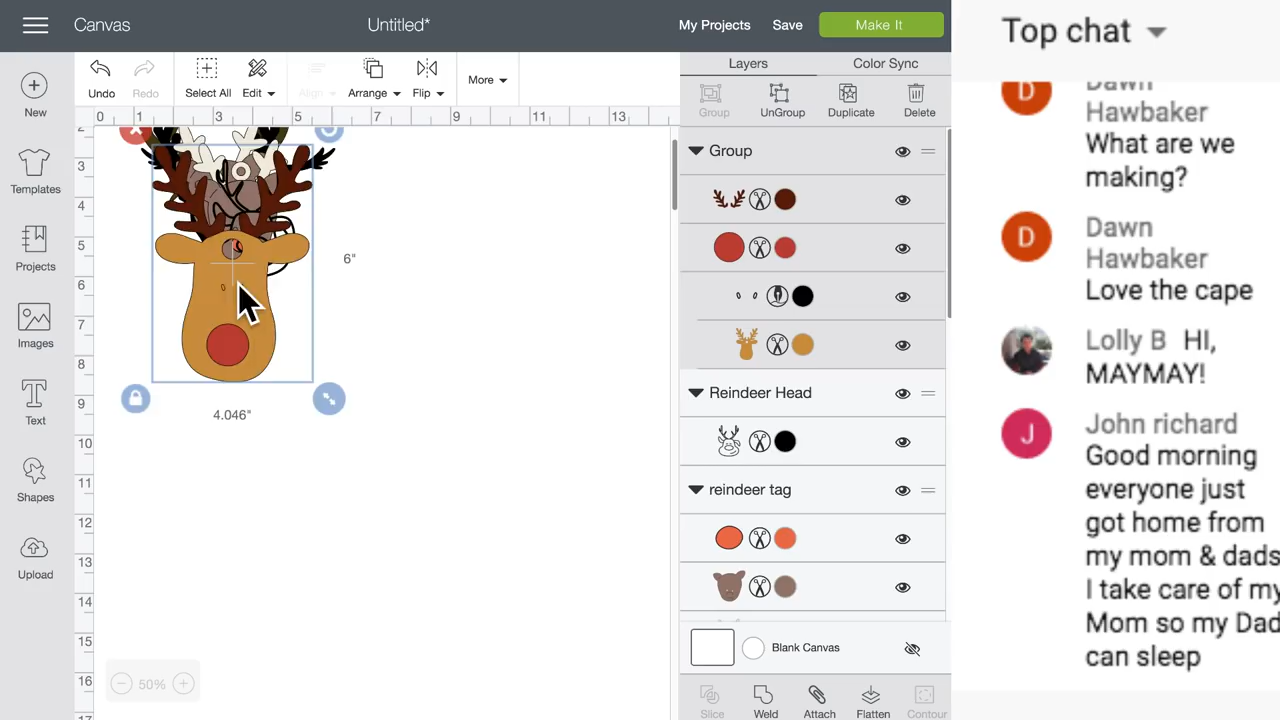 Canvas
Untitled*
My Projects
Save
Make It
New
Templates
Projects
Images
Text
Shapes
Upload
Undo
Redo
Select All
Edit
Align
Arrange
Flip
More
0 1 3 5 7 9 11 13
2
3
4
5
6
7
8
9
10
11
12
13
14
15
16
17
6"
4.046"
50%
Layers
Color Sync
Group
UnGroup
Duplicate
Delete
Group
Reindeer Head
reindeer tag
Blank Canvas
Slice
Weld
Attach
Flatten
Contour
Top chat
D
Dawn
Hawbaker
What are we
making?
D
Dawn
Hawbaker
Love the cape
Lolly B HI,
MAYMAY!
J
John richard
Good morning
everyone just
got home from
my mom & dads
I take care of my
Mom so my Dad
can sleep